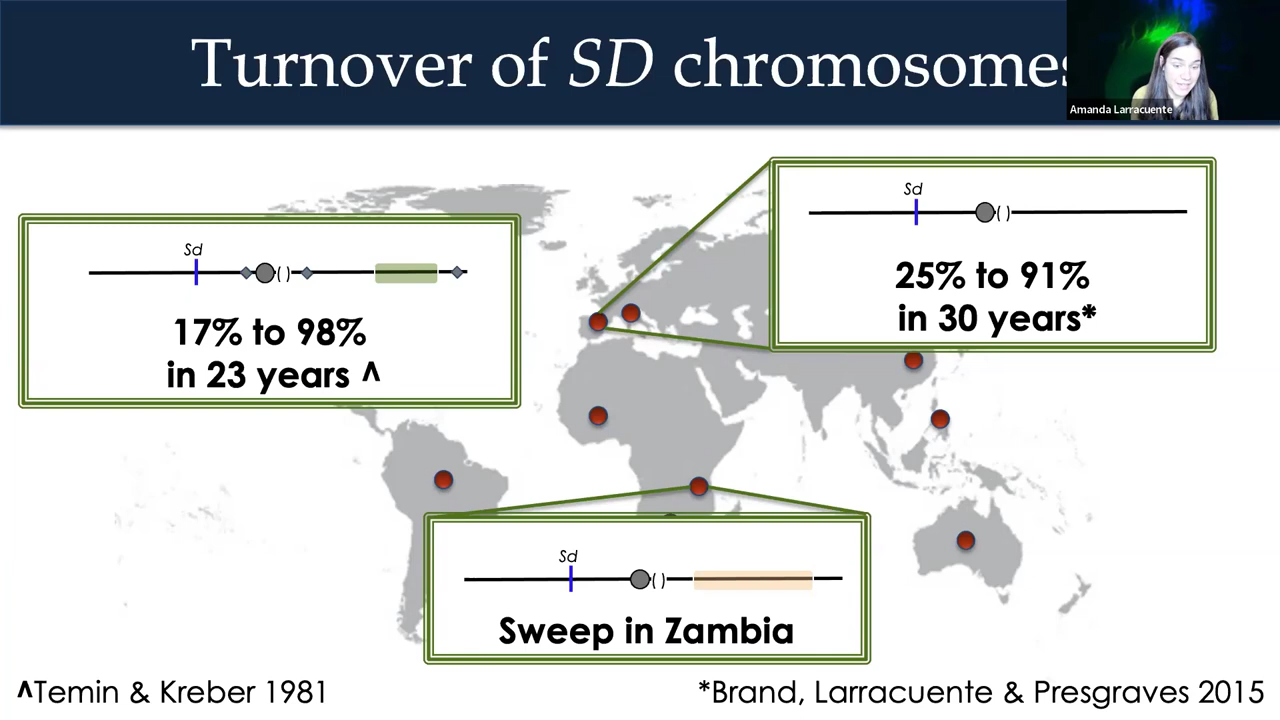 Turnover of SD chromosomes
Amanda Larracuente
Sd
( )
25% to 91%
in 30 years*
Sd
( )
17% to 98%
in 23 years ^
Sd
( )
Sweep in Zambia
^Temin & Kreber 1981
*Brand, Larracuente & Presgraves 2015